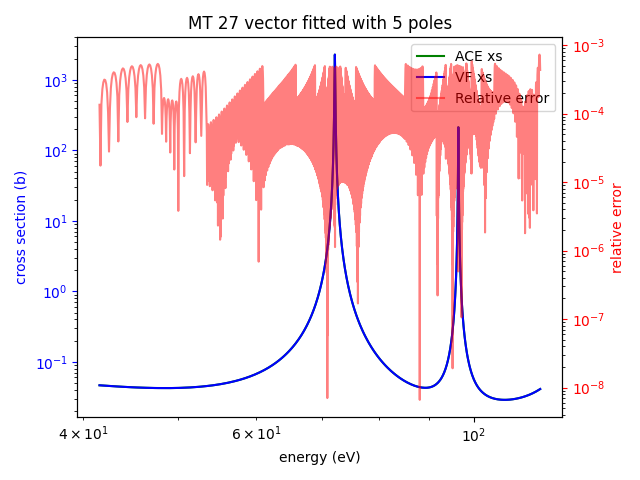 MT 27 vector fitted with 5 poles
ACE xs
VF xs
Relative error
10³
10²
10¹
10⁰
10⁻¹
cross section (b)
10⁻³
10⁻⁴
10⁻⁵
10⁻⁶
10⁻⁷
10⁻⁸
relative error
4 × 10¹
6 × 10¹
10²
energy (eV)